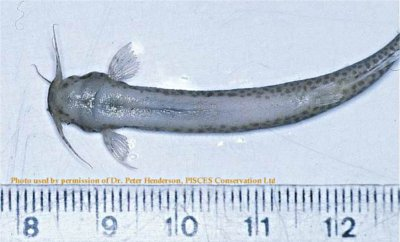 Photo used by permission of Dr. Peter Henderson, PISCES Conservation Ltd
8 9 10 11 12